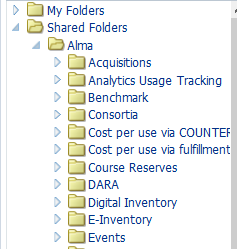 My Folders
Shared Folders
Alma
Acquisitions
Analytics Usage Tracking
Benchmark
Consortia
Cost per use via COUNTER
Cost per use via fulfillment
Course Reserves
DARA
Digital Inventory
E-Inventory
Events